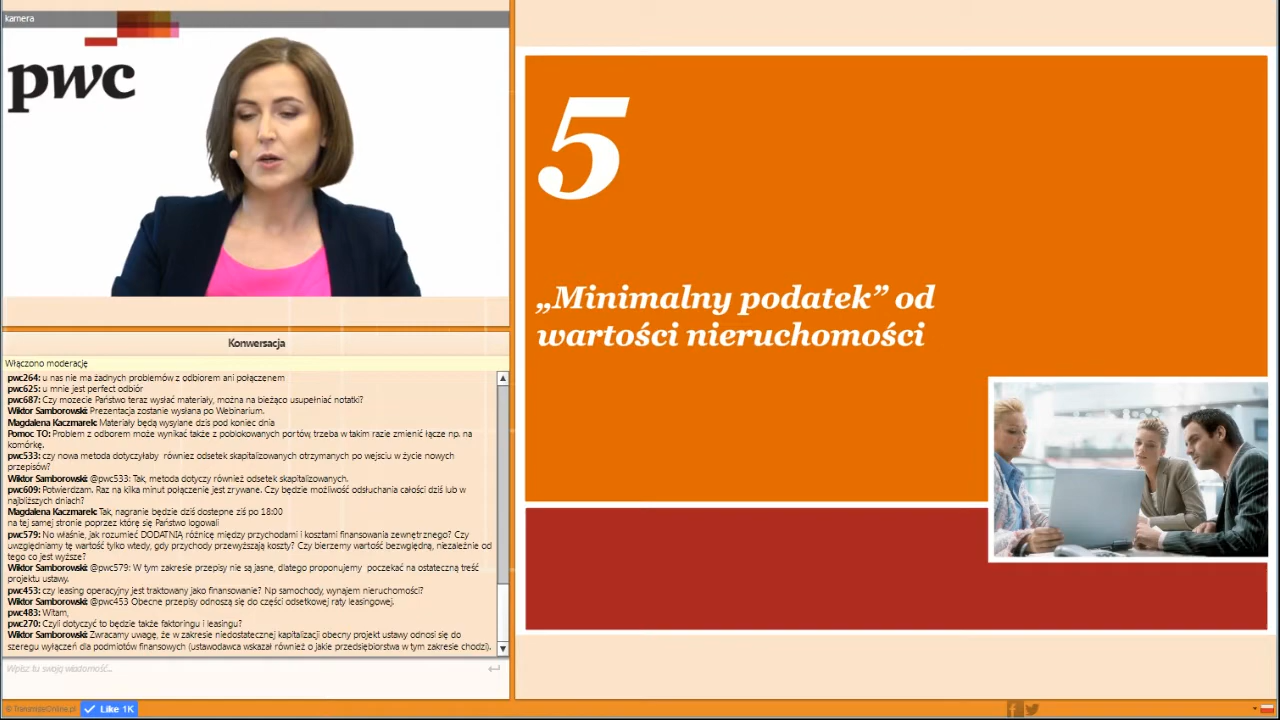 kamera
pwc
5
„Minimalny podatek” od
wartości nieruchomości
Konwersacja
Włączono moderację
pwc264: u nas nie ma żadnych problemów z odbiorem ani połączeniem
pwc625: u mnie jest perfect odbiór
pwc687: Czy mozecie Państwo teraz wysłać materiały, można na bieżąco usupełniać notatki?
Wiktor Samborowski: Prezentacja zostanie wysłana po Webinarium.
Magdalena Kaczmarek: Materiały będą wysylane dzis pod koniec dnia
Pomoc TO: Problem z odborem może wynikać także z poblokowanych portów, trzeba w takim razie zmienić łącze np. na
komórkę.
pwc533: czy nowa metoda dotyczyłaby również odsetek skapitalizowanych otrzymanych po wejsciu w życie nowych
przepisów?
Wiktor Samborowski: @pwc533: Tak, metoda dotyczy również odsetek skapitalizowanych.
pwc609: Potwierdzam. Raz na kilka minut połączenie jest zrywane. Czy będzie możliwość odsłuchania całości dziś lub w
najbliższych dniach?
Magdalena Kaczmarek: Tak, nagranie będzie dziś dostepne ziś po 18:00
na tej samej stronie poprzez którę się Państwo logowali
pwc579: No właśnie, jak rozumieć DODATNIĄ różnicę między przychodami i kosztami finansowania zewnętrznego? Czy
uwzględniamy tę wartość tylko wtedy, gdy przychody przewyższają koszty? Czy bierzemy wartość bezwględną, niezależnie od
tego co jest wyższe?
Wiktor Samborowski: @pwc579: W tym zakresie przepisy nie są jasne, dlatego proponujemy poczekać na ostateczną treść
projektu ustawy.
pwc453: czy leasing operacyjny jest traktowany jako finansowanie? Np samochody, wynajem nieruchomości?
Wiktor Samborowski: @pwc453 Obecne przepisy odnoszą się do części odsetkowej raty leasingowej.
pwc483: Witam,
pwc270: Czyli dotyczyć to będzie także faktoringu i leasingu?
Wiktor Samborowski: Zwracamy uwagę, że w zakresie niedostatecznej kapitalizacji obecny projekt ustawy odnosi się do
szeregu wyłączeń dla podmiotów finansowych (ustawodawca wskazał również o jakie przedsiębiorstwa w tym zakresie chodzi).
Wpisz tu swoją wiadomość...
© TransmisjeOnline.pl
Like 1K